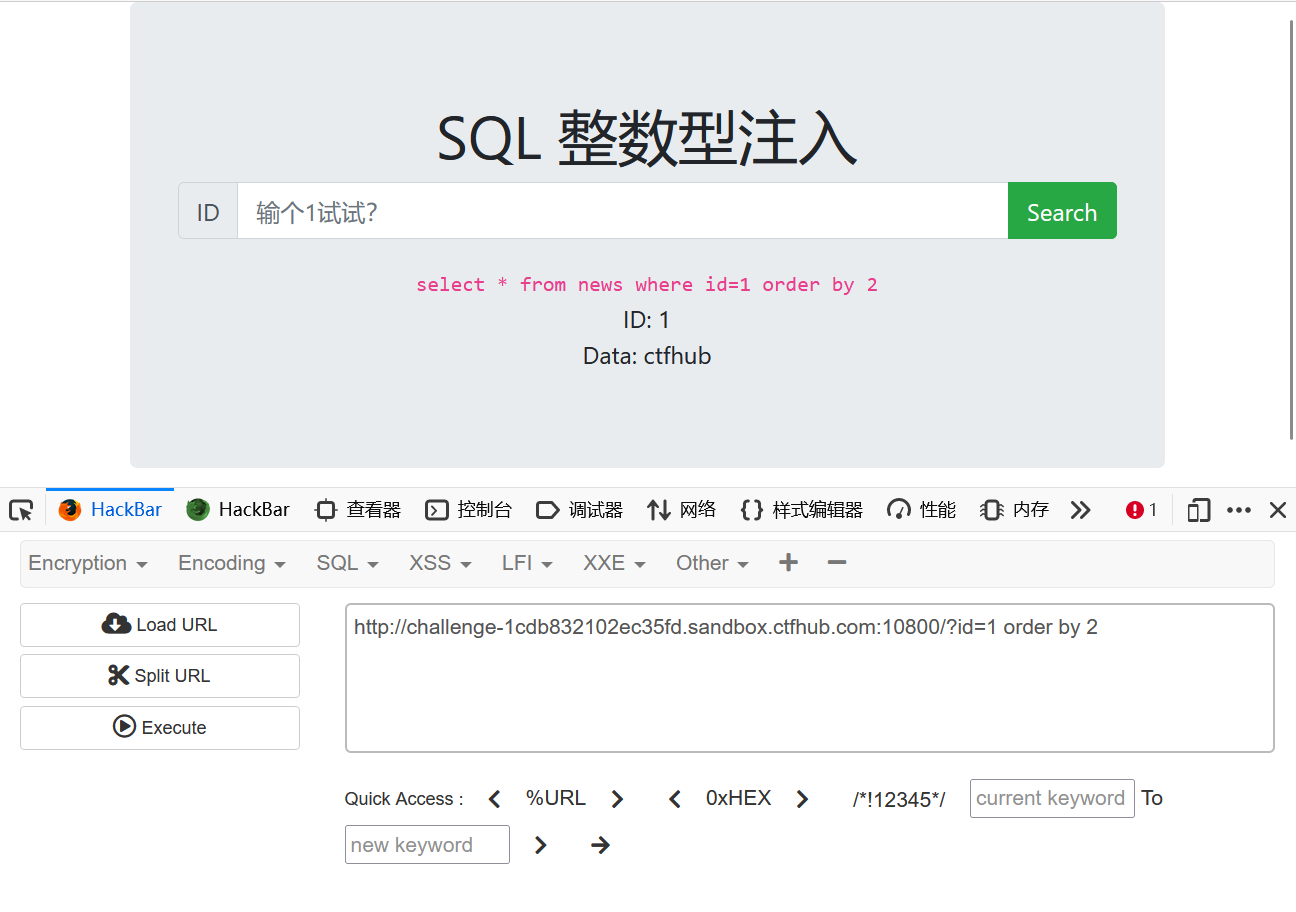 SQL 整数型注入
ID 输个1试试? Search
select * from news where id=1 order by 2
ID: 1
Data: ctfhub
HackBar HackBar 查看器 控制台 调试器 网络 样式编辑器 性能 内存 1
Encryption Encoding SQL XSS LFI XXE Other
Load URL http://challenge-1cdb832102ec35fd.sandbox.ctfhub.com:10800/?id=1 order by 2
Split URL
Execute
Quick Access : %URL 0xHEX /*!12345*/ current keyword To
new keyword